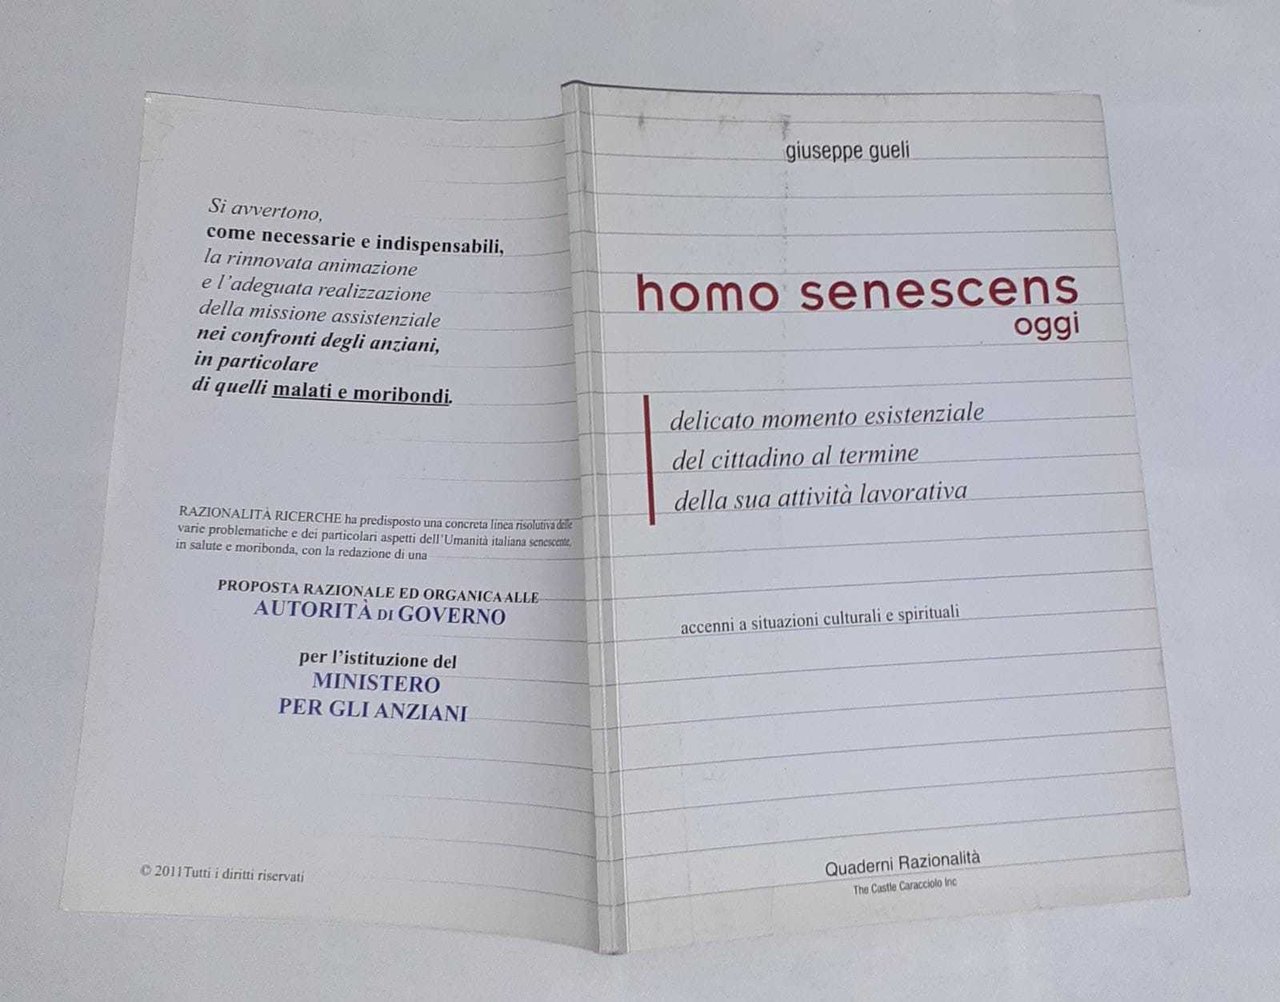 Si avvertono,
come necessarie e indispensabili,
la rinnovata animazione
e l'adeguata realizzazione
della missione assistenziale
nei confronti degli anziani,
in particolare
di quelli malati e moribondi.
RAZIONALITÀ RICERCHE ha predisposto una concreta linea risolutiva delle
varie problematiche e dei particolari aspetti dell'Umanità italiana senescente,
in salute e moribonda, con la redazione di una
PROPOSTA RAZIONALE ED ORGANICA ALLE
AUTORITÀ DI GOVERNO
per l'istituzione del
MINISTERO
PER GLI ANZIANI
© 2011 Tutti i diritti riservati
giuseppe gueli
homo senescens
oggi
delicato momento esistenziale
del cittadino al termine
della sua attività lavorativa
accenni a situazioni culturali e spirituali
Quaderni Razionalità
The Castle Caracciolo Inc